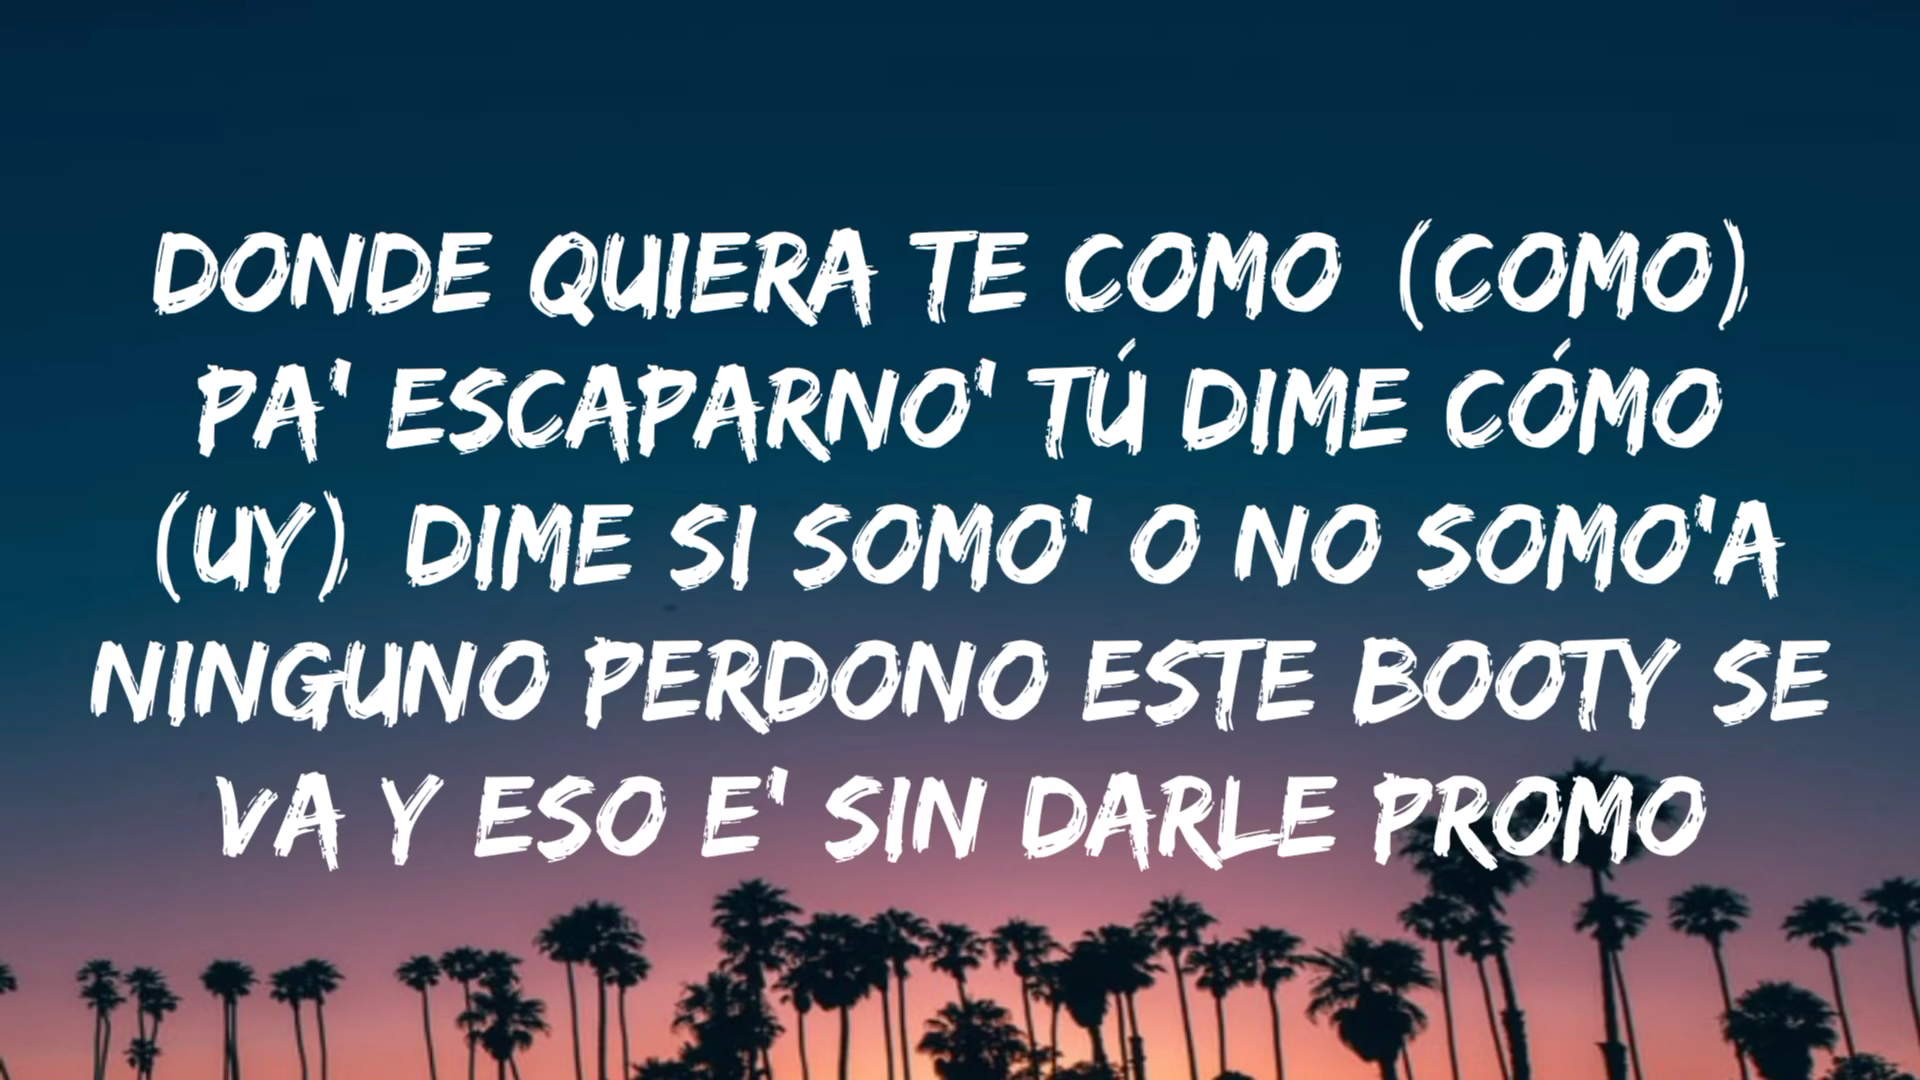 DONDE QUIERA TE COMO (COMO)
PA' ESCAPARNO' TÚ DIME CÓMO
(UY) DIME SI SOMO' O NO SOMO'A
NINGUNO PERDONO ESTE BOOTY SE
VA Y ESO E' SIN DARLE PROMO